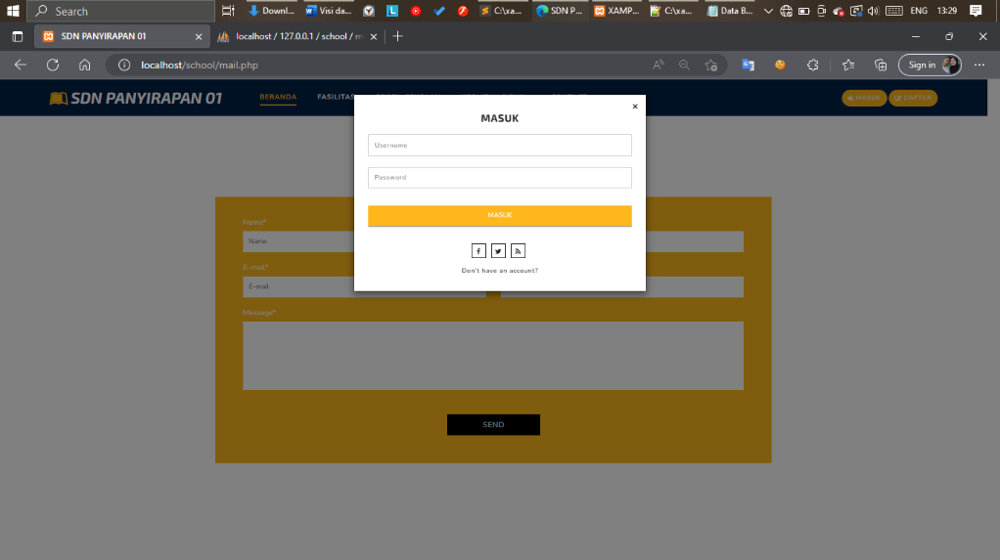 Search
Downl...
Visi da...
C:\xa...
SDN P...
XAMP...
C:\xa...
Data B...
ENG 13:29
SDN PANYIRAPAN 01
localhost / 127.0.0.1 / school / m
localhost/school/mail.php
Sign in
SDN PANYIRAPAN 01
BERANDA
FASILITAS
MASUK
DAFTAR
MASUK
Username
Password
MASUK
Don't have an account?
Name*
Name
E-mail*
E-mail
Message*
SEND